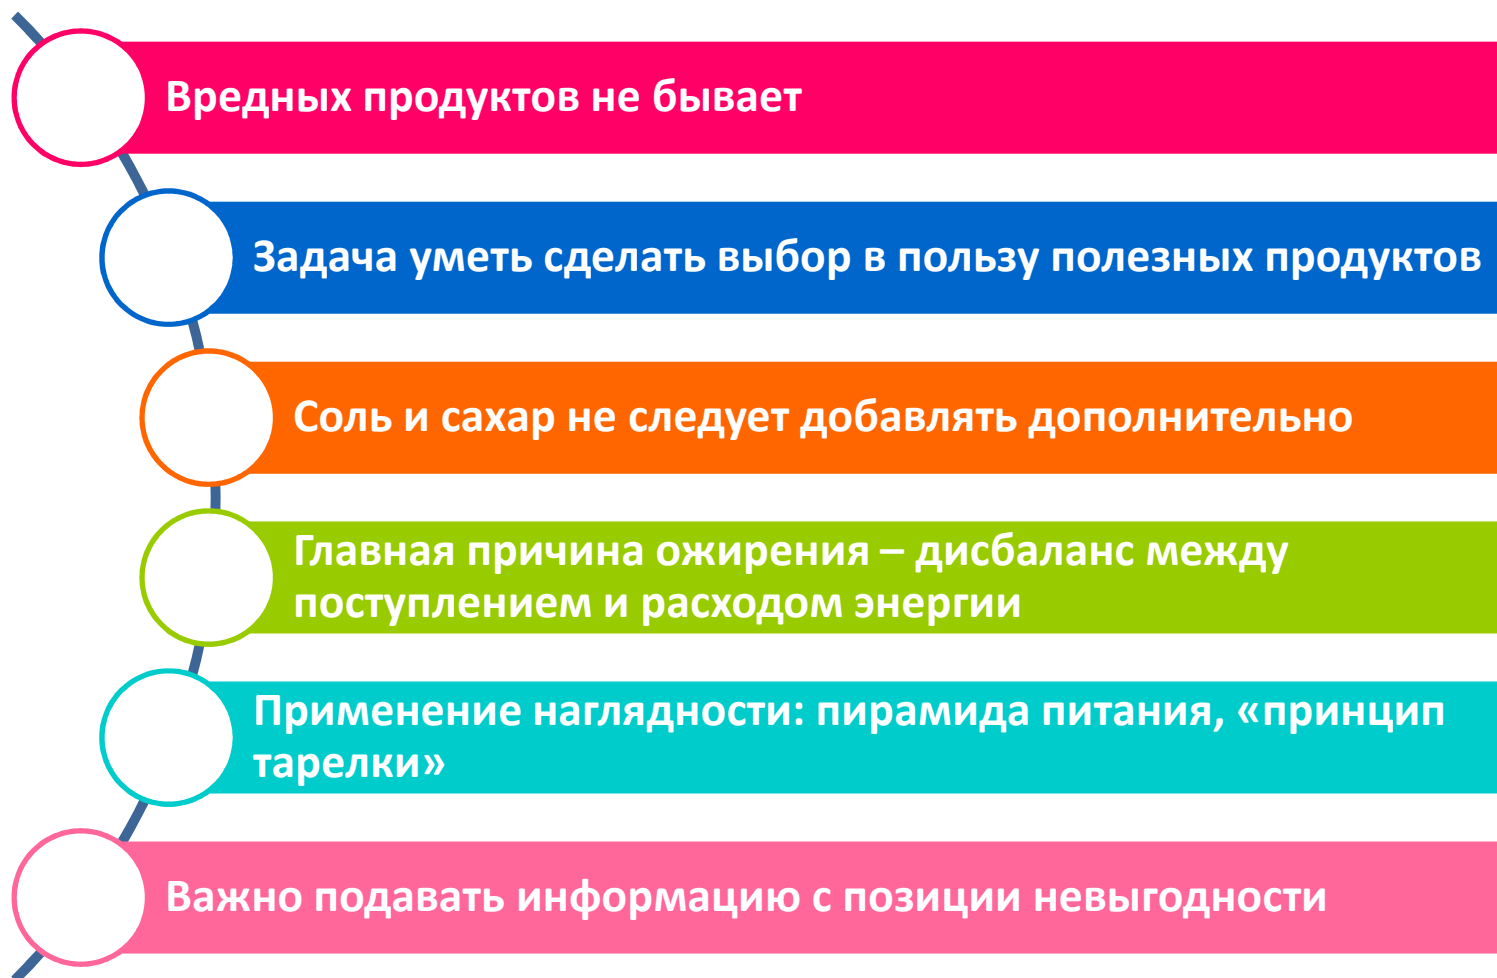 Вредных продуктов не бывает
Задача уметь сделать выбор в пользу полезных продуктов
Соль и сахар не следует добавлять дополнительно
Главная причина ожирения – дисбаланс между
поступлением и расходом энергии
Применение наглядности: пирамида питания, «принцип
тарелки»
Важно подавать информацию с позиции невыгодности